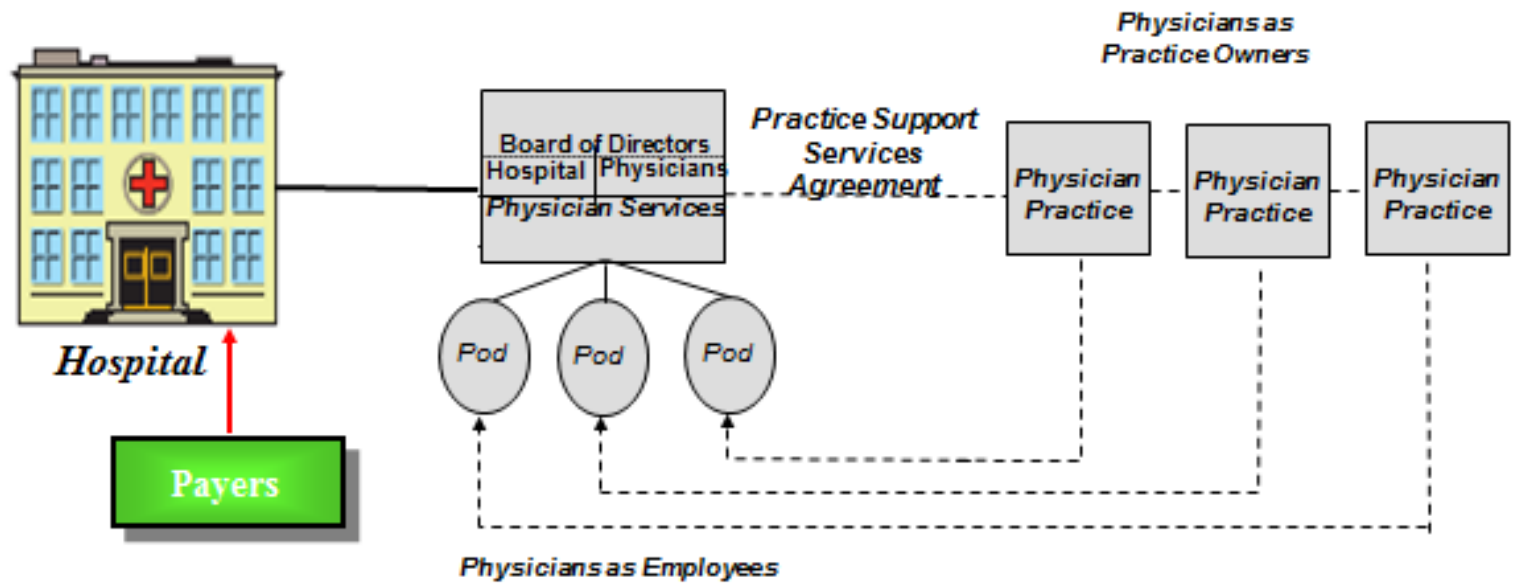 Physicians as
Practice Owners
Board of Directors
Hospital Physicians
Physician Services
Practice Support
Services
Agreement
Physician
Practice
Physician
Practice
Physician
Practice
Pod
Pod
Pod
Hospital
Payers
Physicians as Employees